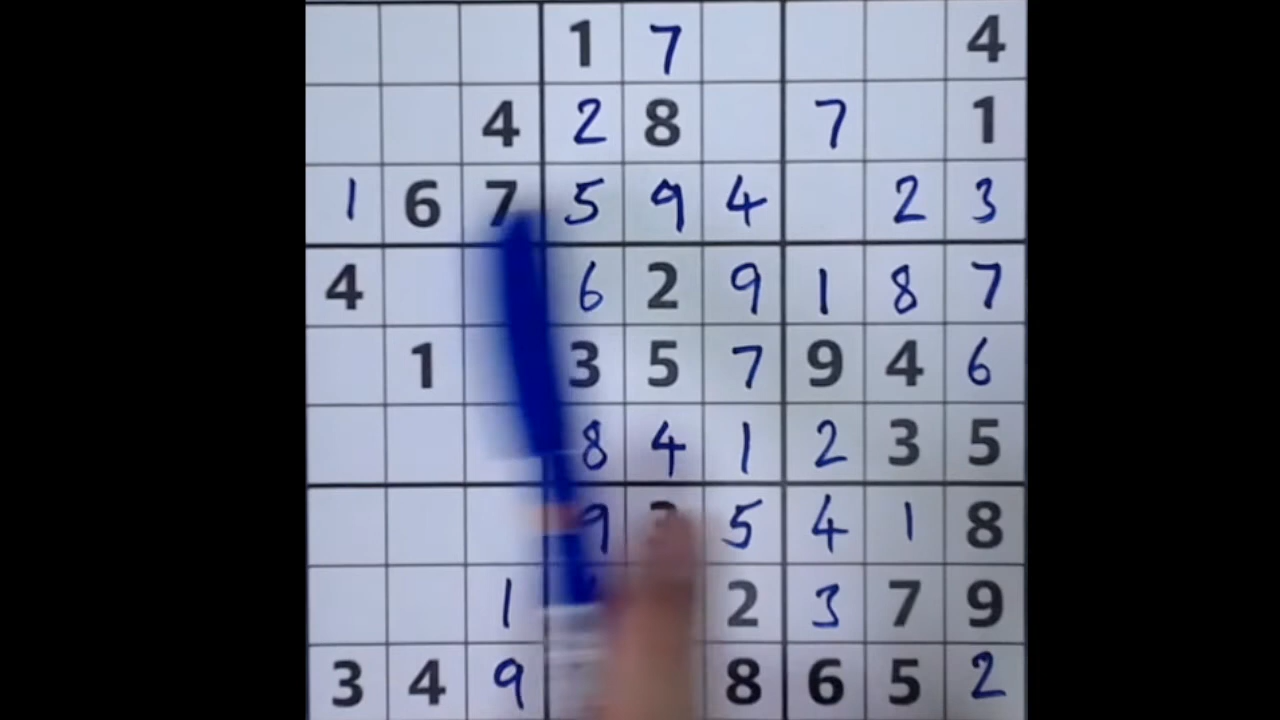 1 7 4
4 2 8 7 1
1 6 7 5 9 4 2 3
4 6 2 9 1 8 7
1 3 5 7 9 4 6
8 4 1 2 3 5
9 5 4 1 8
1 2 3 7 9
3 4 9 8 6 5 2